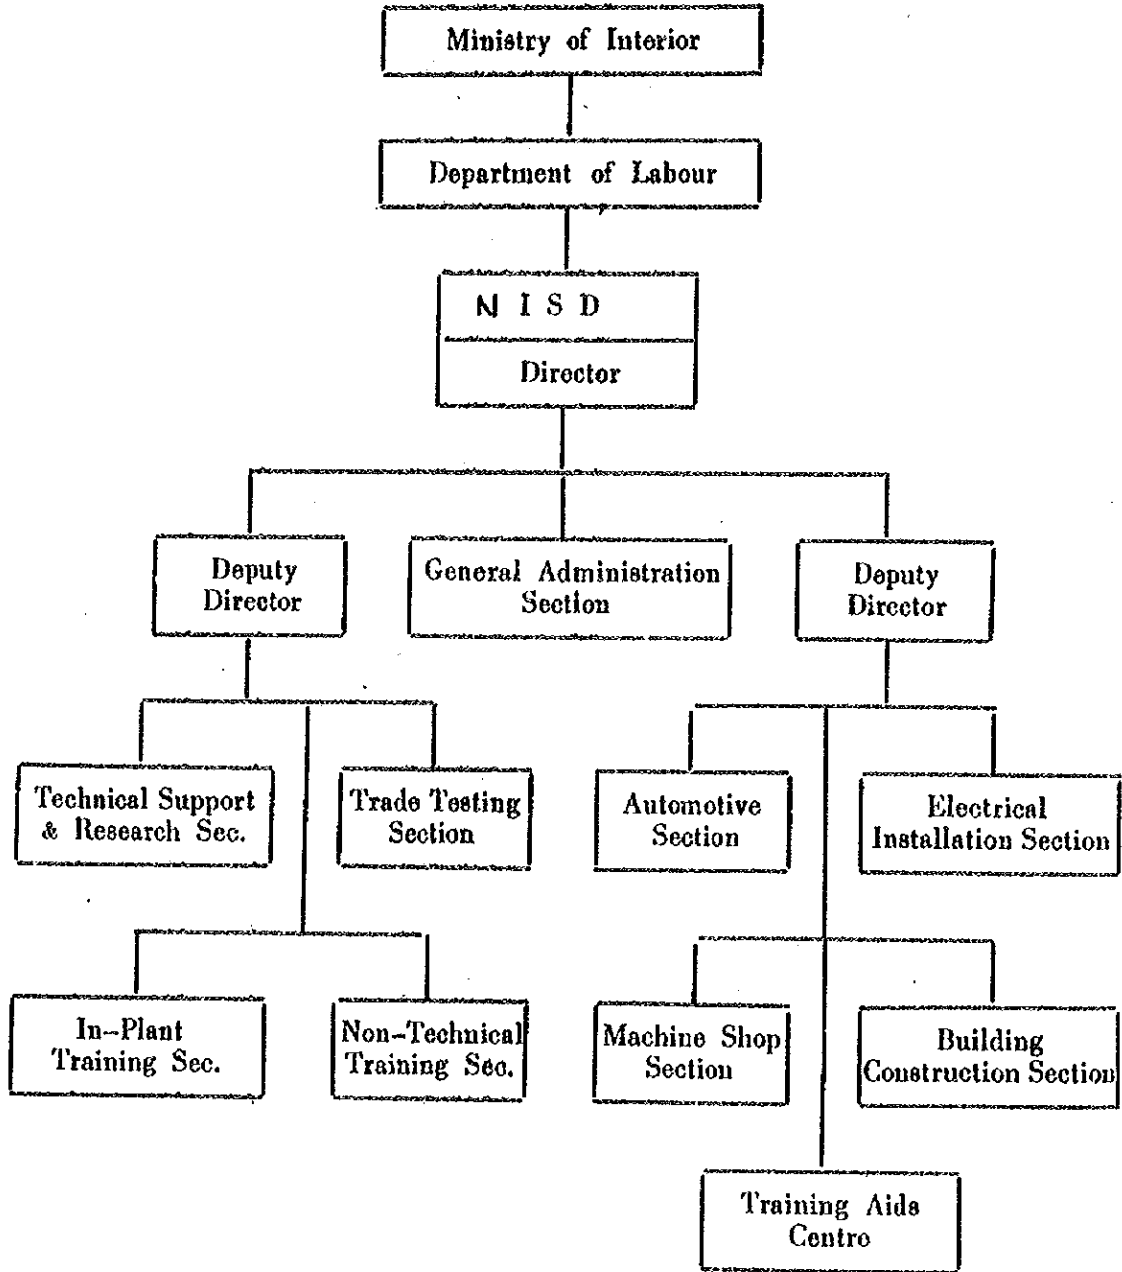 Ministry of Interior
Department of Labour
N I S D
Director
Deputy
Director
General Administration
Section
Deputy
Director
Technical Support
& Research Sec.
Trade Testing
Section
Automotive
Section
Electrical
Installation Section
In-Plant
Training Sec.
Non-Technical
Training Sec.
Machine Shop
Section
Building
Construction Section
Training Aids
Centre